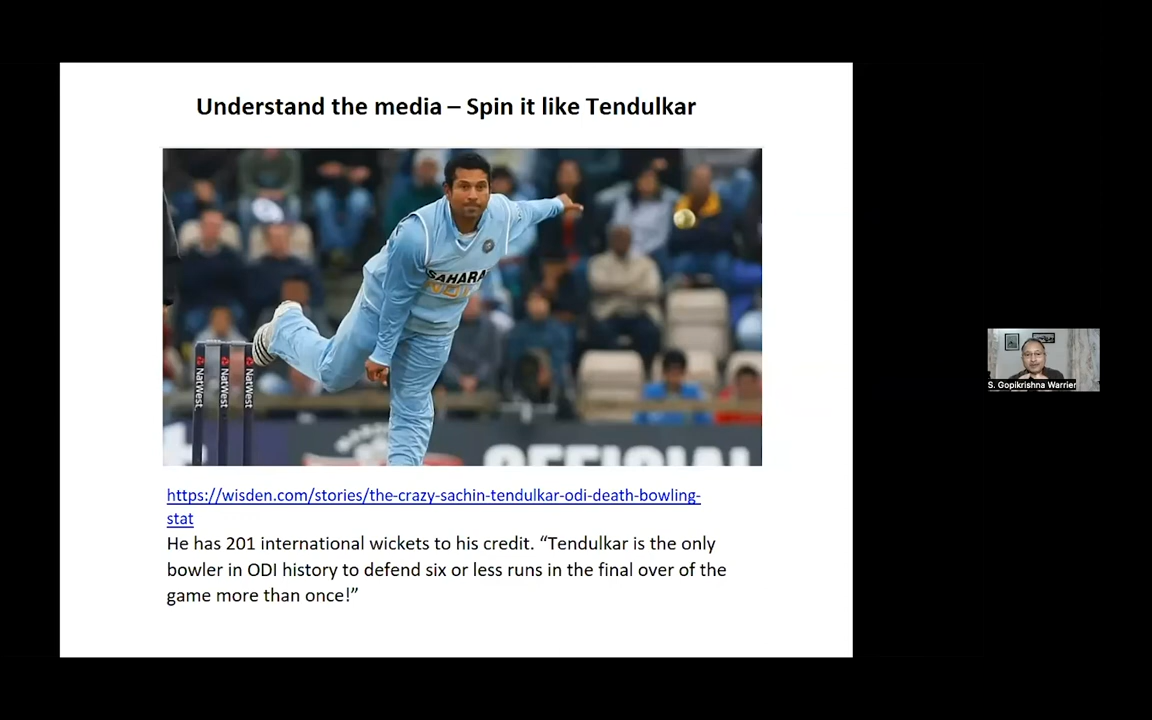 Understand the media – Spin it like Tendulkar
SAHARA
NatWest
NatWest
NatWest
OFFICIAL
https://wisden.com/stories/the-crazy-sachin-tendulkar-odi-death-bowling-
stat
He has 201 international wickets to his credit. “Tendulkar is the only
bowler in ODI history to defend six or less runs in the final over of the
game more than once!”
S. Gopikrishna Warrier